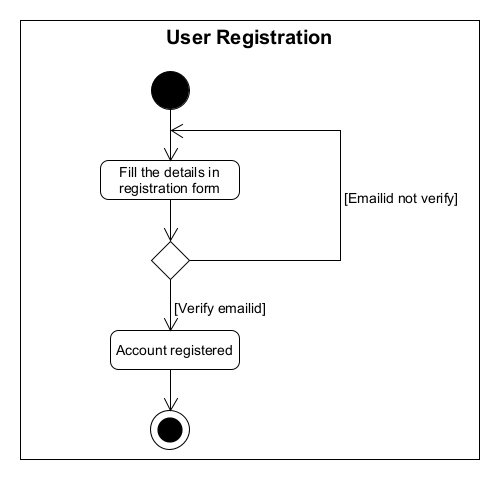 User Registration
Fill the details in
registration form
[Emailid not verify]
[Verify emailid]
Account registered